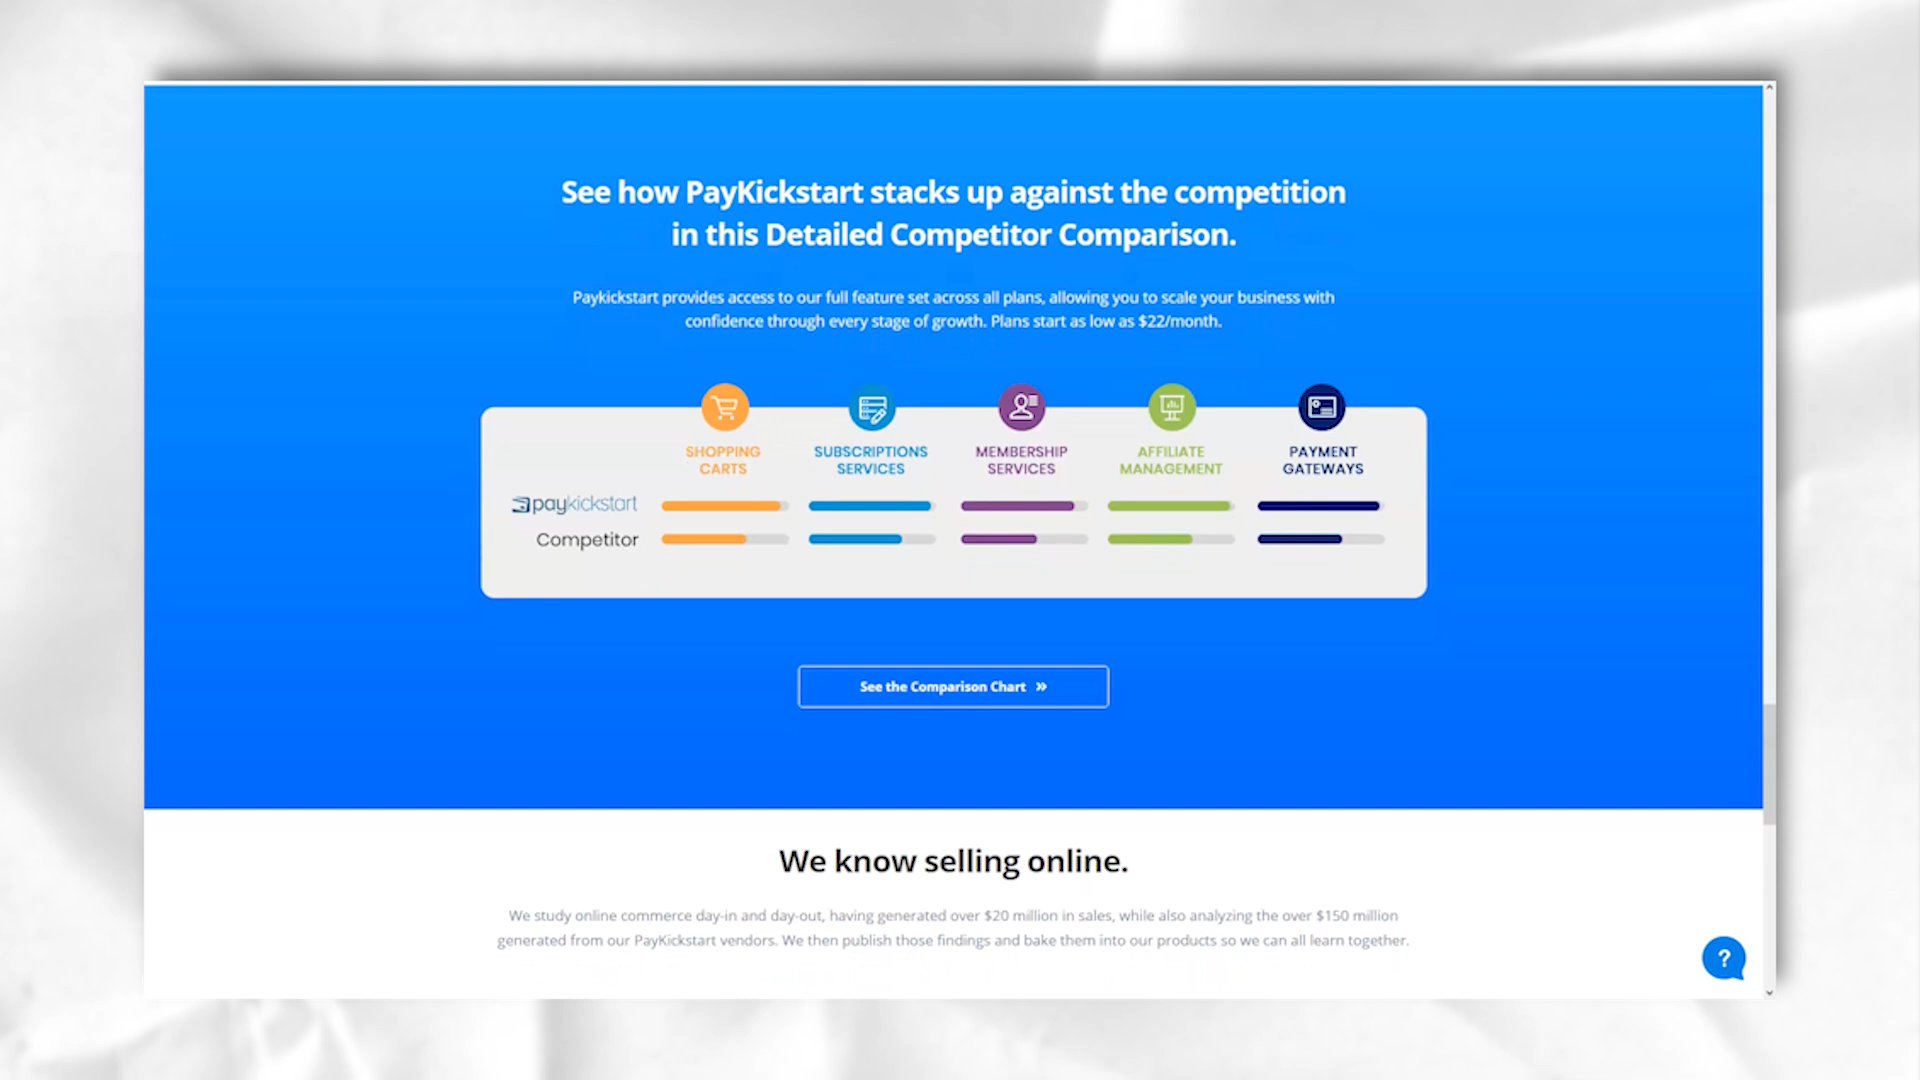 See how PayKickstart stacks up against the competition
in this Detailed Competitor Comparison.
Paykickstart provides access to our full feature set across all plans, allowing you to scale your business with
confidence through every stage of growth. Plans start as low as $22/month.
SHOPPING
CARTS
SUBSCRIPTIONS
SERVICES
MEMBERSHIP
SERVICES
AFFILIATE
MANAGEMENT
PAYMENT
GATEWAYS
paykickstart
Competitor
See the Comparison Chart »
We know selling online.
We study online commerce day-in and day-out, having generated over $20 million in sales, while also analyzing the over $150 million
generated from our PayKickstart vendors. We then publish those findings and bake them into our products so we can all learn together.
?